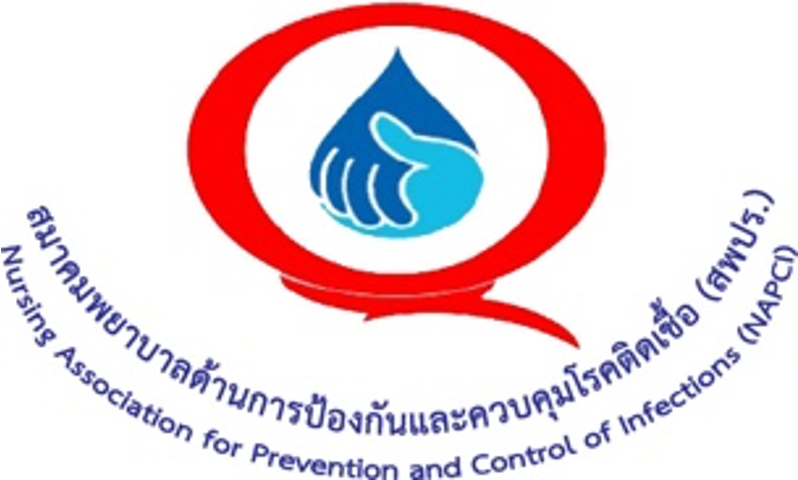 สมาคมพยาบาลด้านการป้องกันและควบคุมโรคติดเชื้อ (สพปร.)
Nursing Association for Prevention and Control of Infections (NAPCI)